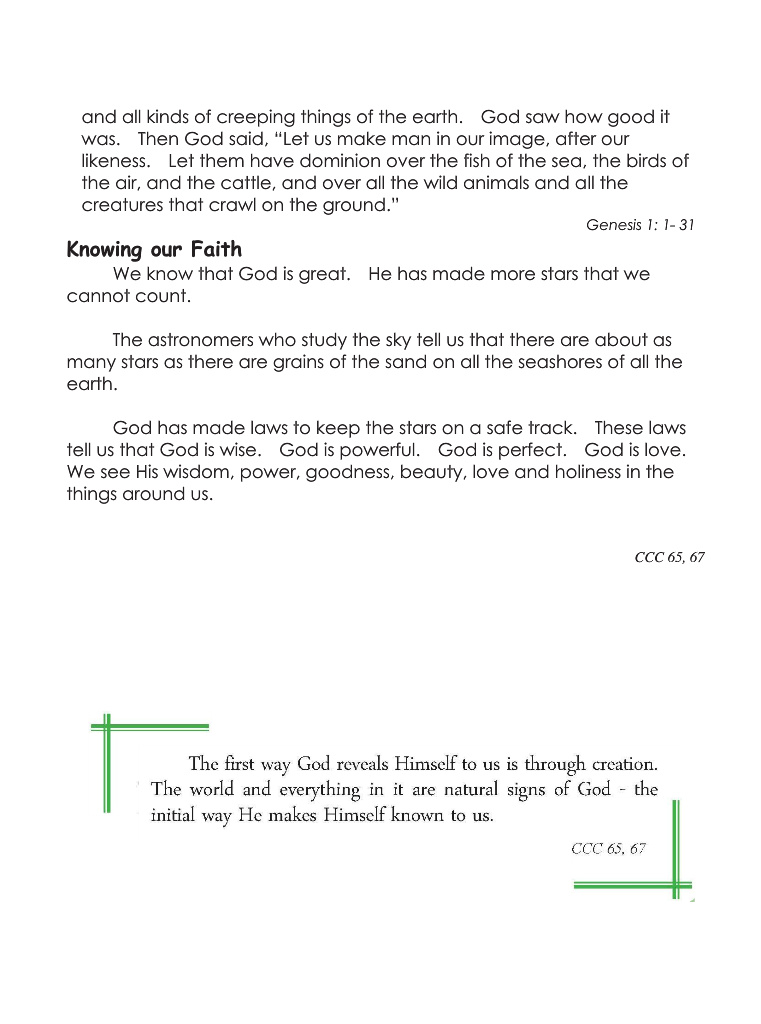 and all kinds of creeping things of the earth. God saw how good it
was. Then God said, “Let us make man in our image, after our
likeness. Let them have dominion over the fish of the sea, the birds of
the air, and the cattle, and over all the wild animals and all the
creatures that crawl on the ground.”
Genesis 1: 1- 31
Knowing our Faith
We know that God is great. He has made more stars that we
cannot count.
The astronomers who study the sky tell us that there are about as
many stars as there are grains of the sand on all the seashores of all the
earth.
God has made laws to keep the stars on a safe track. These laws
tell us that God is wise. God is powerful. God is perfect. God is love.
We see His wisdom, power, goodness, beauty, love and holiness in the
things around us.
CCC 65, 67
The first way God reveals Himself to us is through creation.
The world and everything in it are natural signs of God - the
initial way He makes Himself known to us.
CCC 65, 67